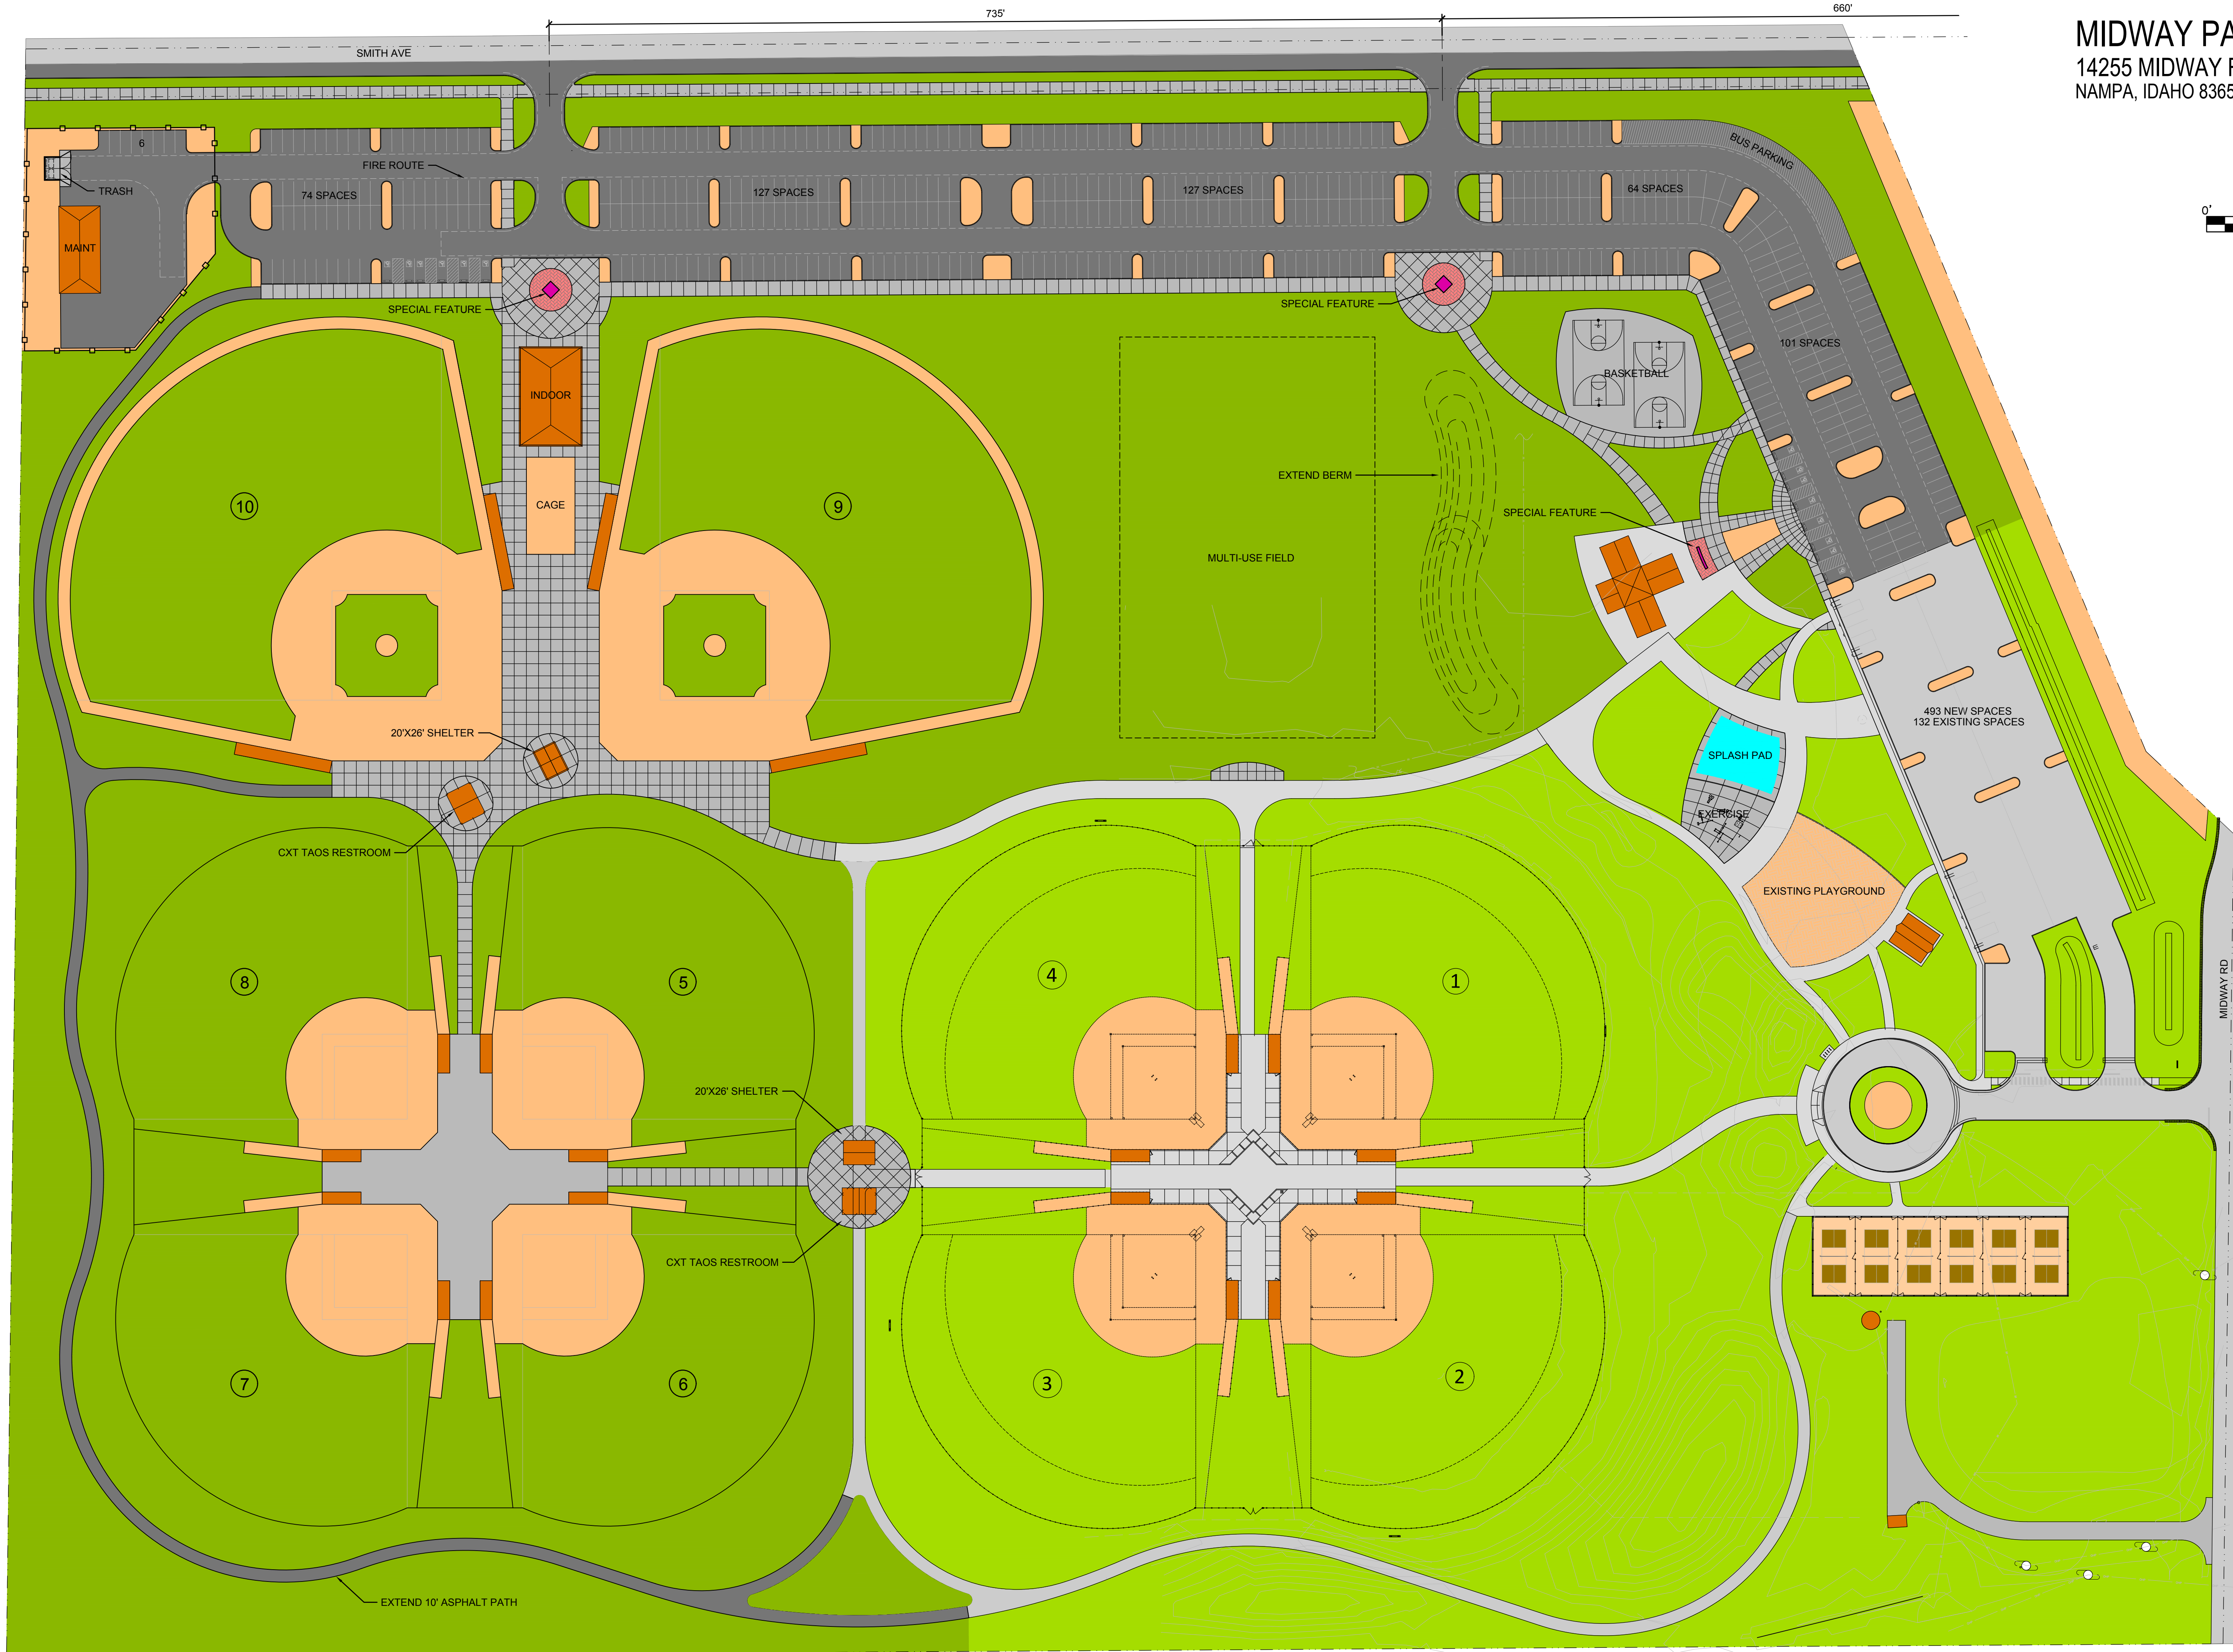 735'
660'
MIDWAY PA
14255 MIDWAY
NAMPA, IDAHO 8365
SMITH AVE
0'
6
TRASH
MAINT
FIRE ROUTE
74 SPACES
127 SPACES
127 SPACES
64 SPACES
BUS PARKING
SPECIAL FEATURE
SPECIAL FEATURE
101 SPACES
BASKETBALL
INDOOR
CAGE
10
9
EXTEND BERM
SPECIAL FEATURE
MULTI-USE FIELD
493 NEW SPACES
132 EXISTING SPACES
20'X26' SHELTER
SPLASH PAD
EXERCISE
CXT TAOS RESTROOM
EXISTING PLAYGROUND
8
5
4
1
MIDWAY RD
20'X26' SHELTER
CXT TAOS RESTROOM
7
6
3
2
EXTEND 10' ASPHALT PATH